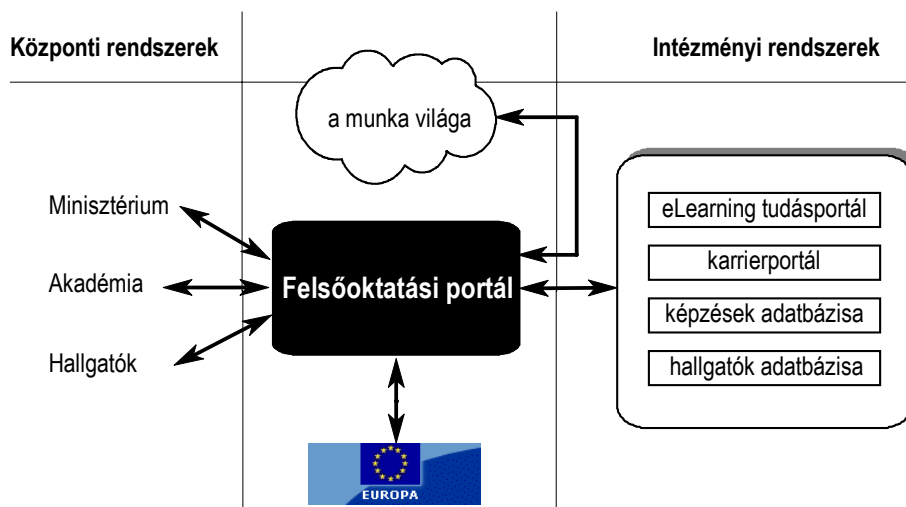 Központi rendszerek
Intézményi rendszerek
a munka világa
Minisztérium
Akadémia
Hallgatók
Felsőoktatási portál
eLearning tudásportál
karrierportál
képzések adatbázisa
hallgatók adatbázisa
EUROPA